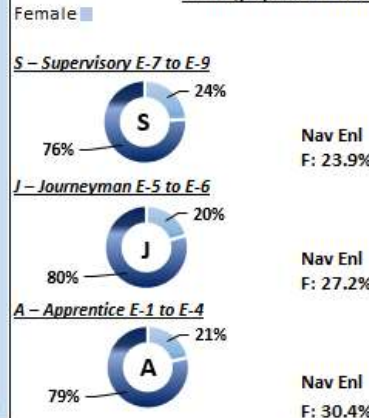 Female
S – Supervisory E-7 to E-9
24%
S
76%
Nav Enl
F: 23.9%
J – Journeyman E-5 to E-6
20%
J
80%
Nav Enl
F: 27.2%
A – Apprentice E-1 to E-4
21%
A
79%
Nav Enl
F: 30.4%